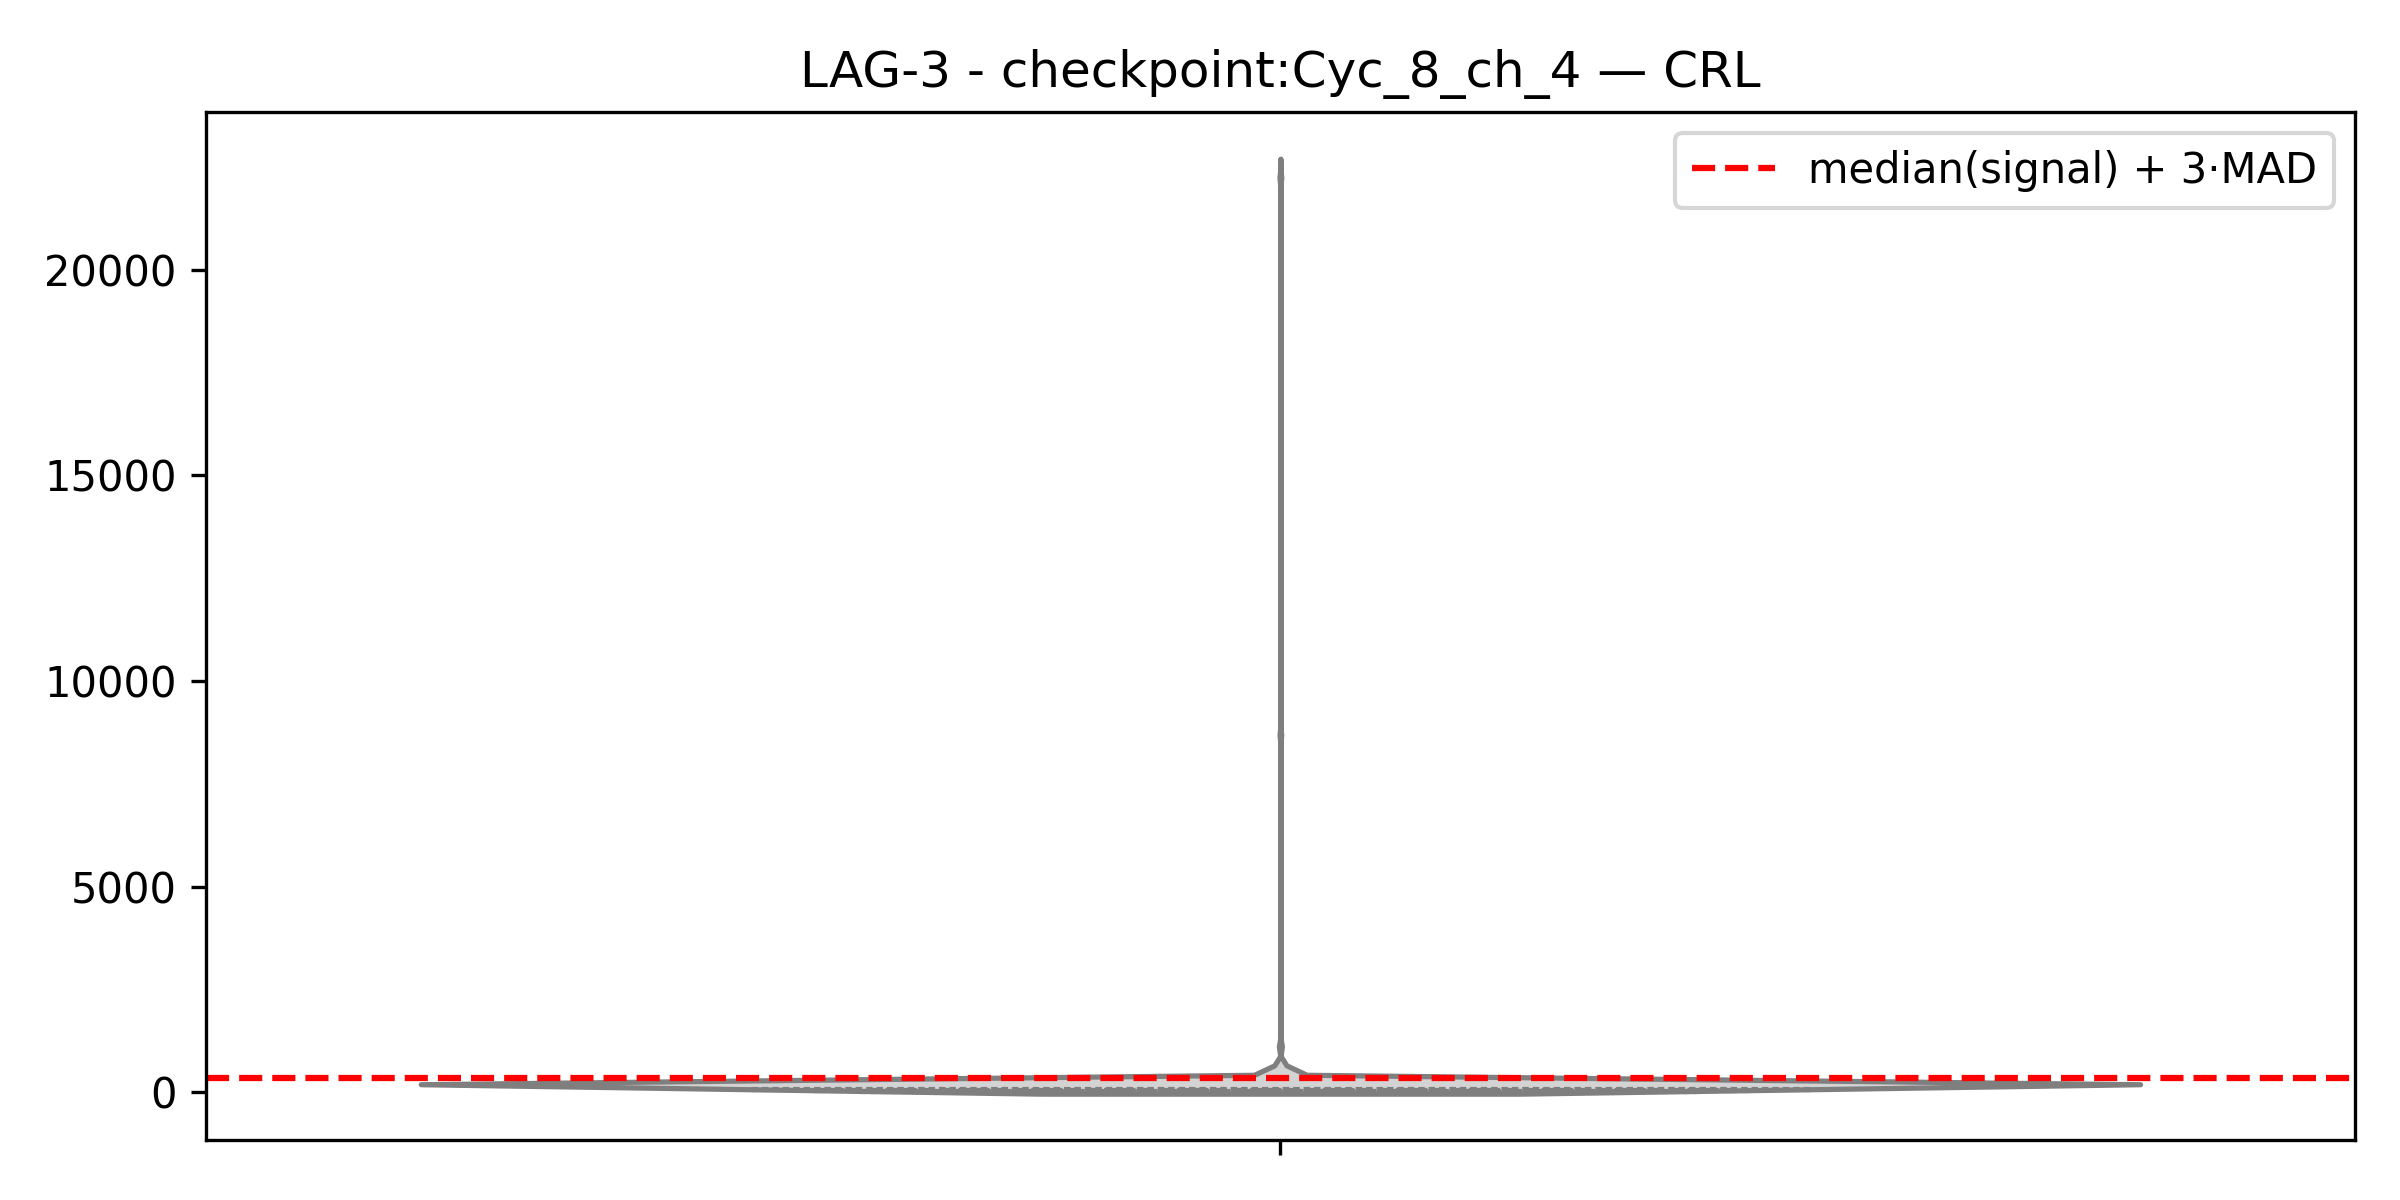 LAG-3 - checkpoint:Cyc_8_ch_4 — CRL
median(signal) + 3·MAD
20000
15000
10000
5000
0